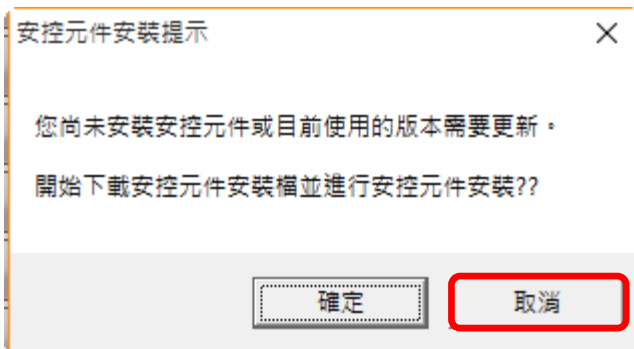 安控元件安裝提示
您尚未安裝安控元件或目前使用的版本需要更新。
開始下載安控元件安裝檔並進行安控元件安裝??
確定
取消